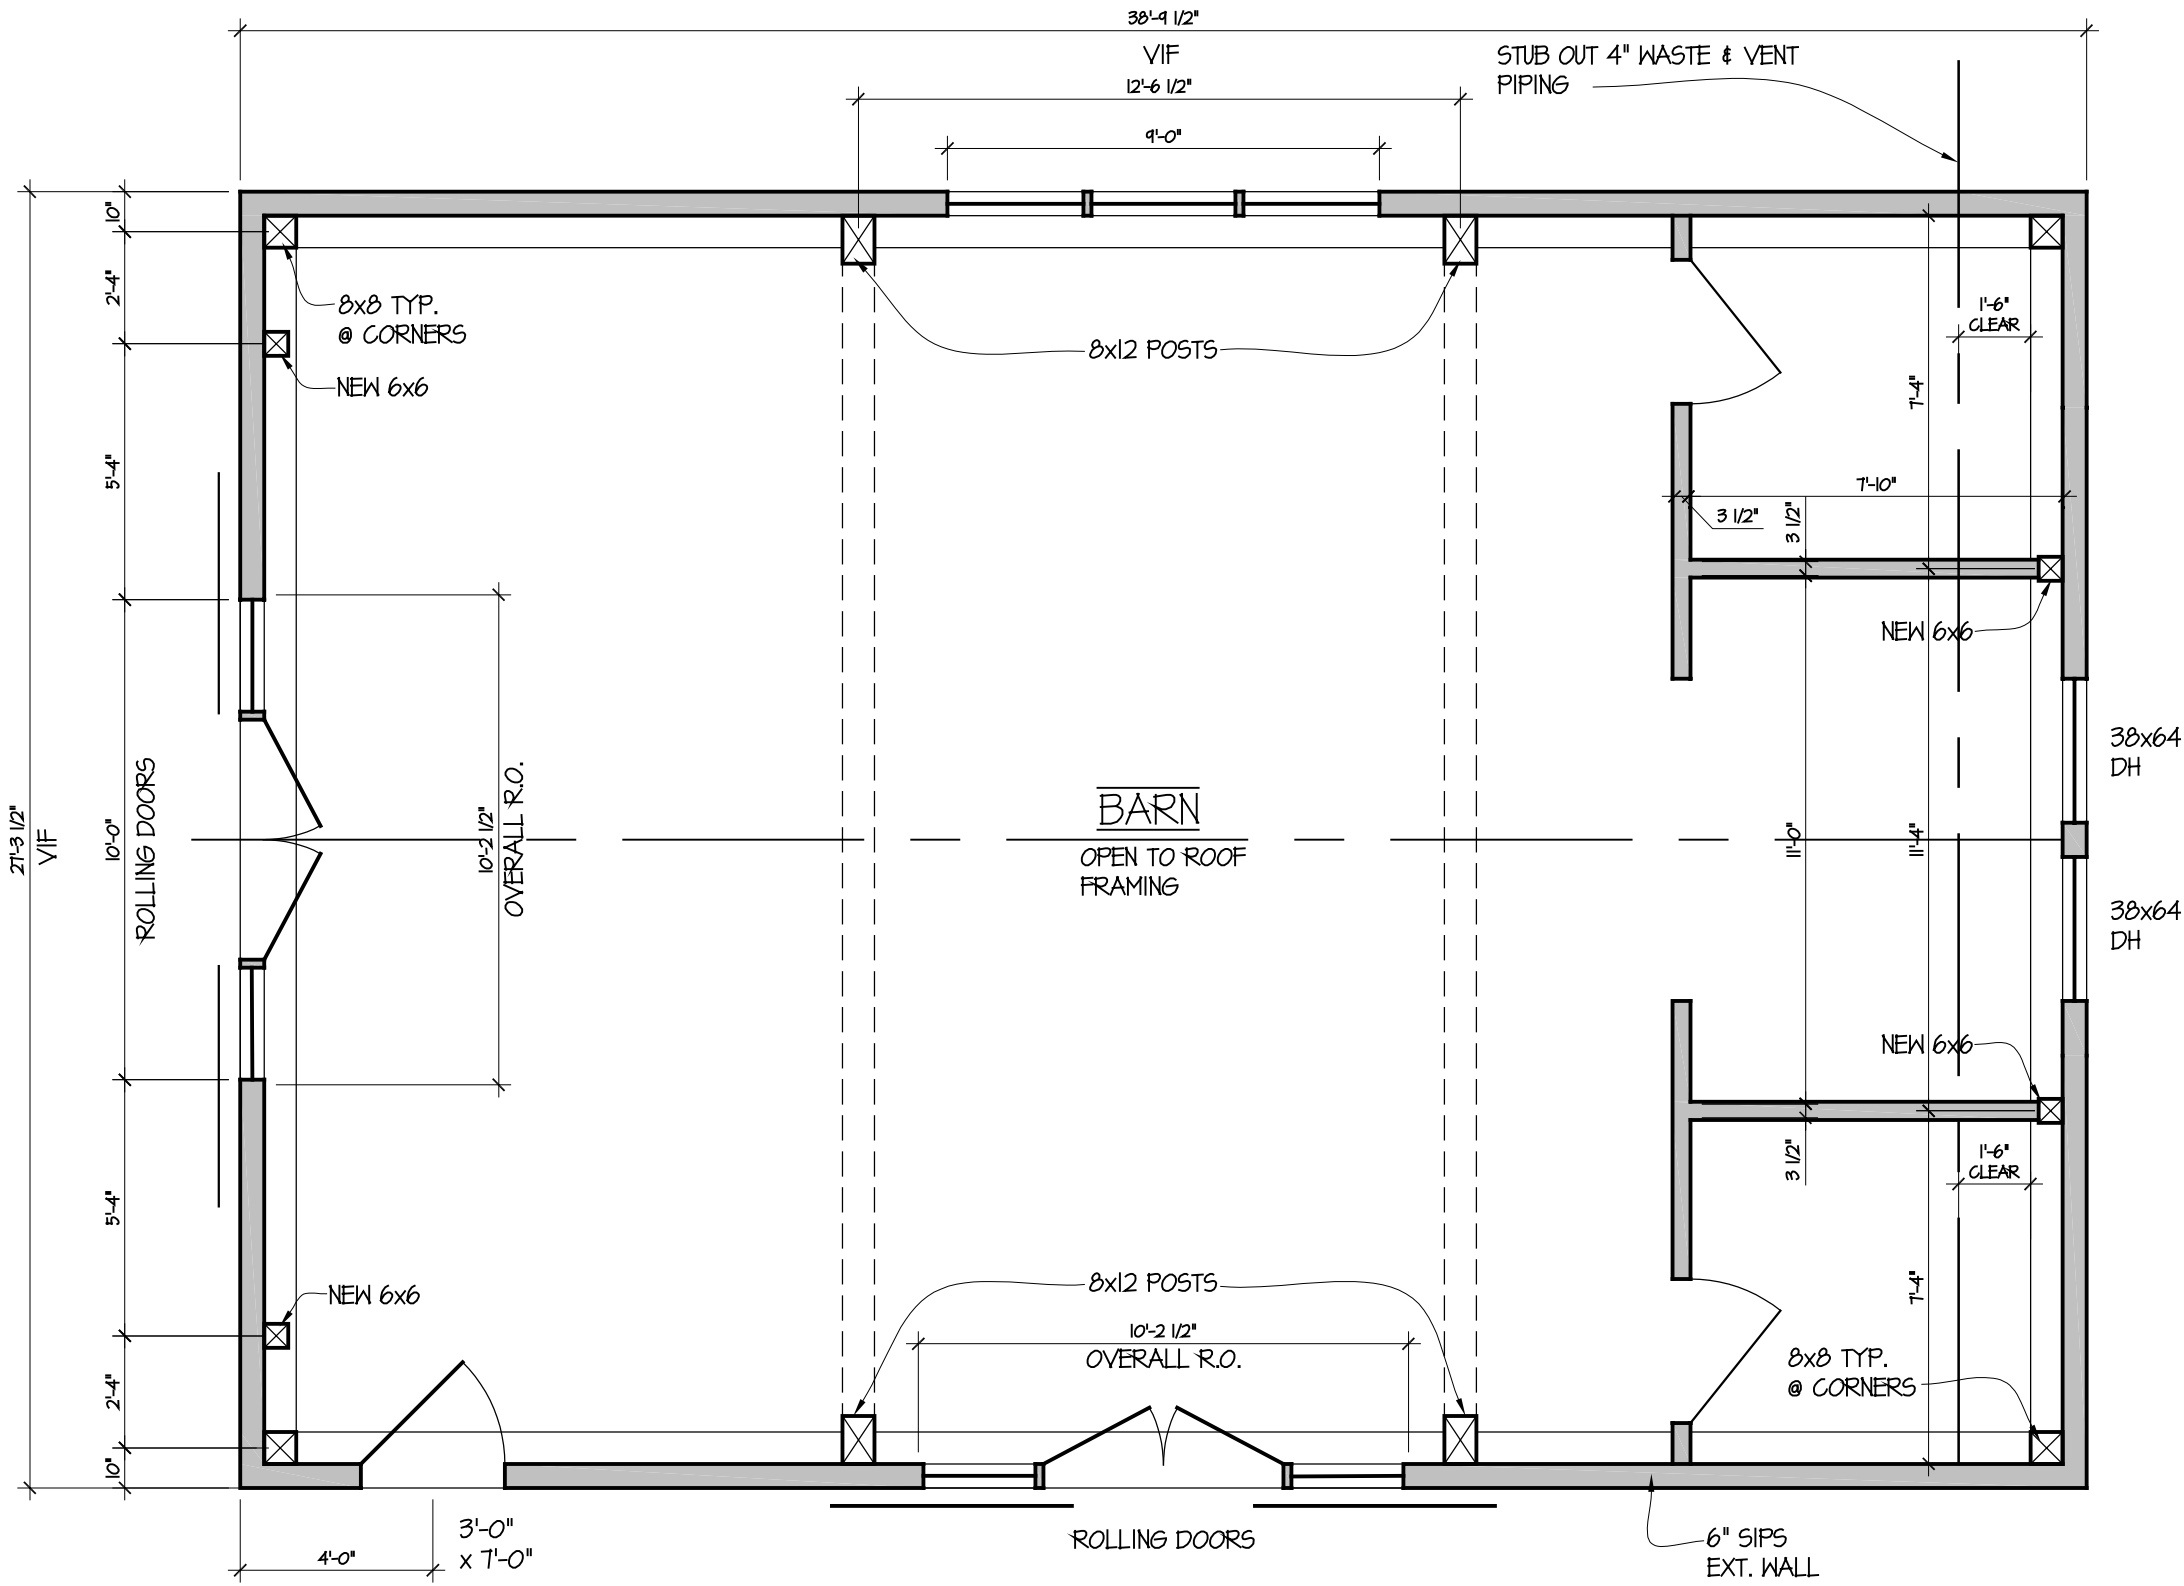 38'-9 1/2"
VIF
12'-6 1/2"
9'-0"
STUB OUT 4" WASTE & VENT
PIPING
10"
2'-4"
5'-4"
10'-0"
5'-4"
2'-4"
10"
27'-3 1/2"
VIF
ROLLING DOORS
8x8 TYP.
@ CORNERS
NEW 6x6
8x12 POSTS
1'-6"
CLEAR
7'-4"
7'-10"
3 1/2"
3 1/2"
NEW 6x6
10'-2 1/2"
OVERALL R.O.
BARN
OPEN TO ROOF
FRAMING
11'-0"
11'-4"
38x64
DH
38x64
DH
NEW 6x6
3 1/2"
1'-6"
CLEAR
7'-4"
NEW 6x6
8x12 POSTS
10'-2 1/2"
OVERALL R.O.
8x8 TYP.
@ CORNERS
4'-0"
3'-0"
x 7'-0"
ROLLING DOORS
6" SIPS
EXT. WALL